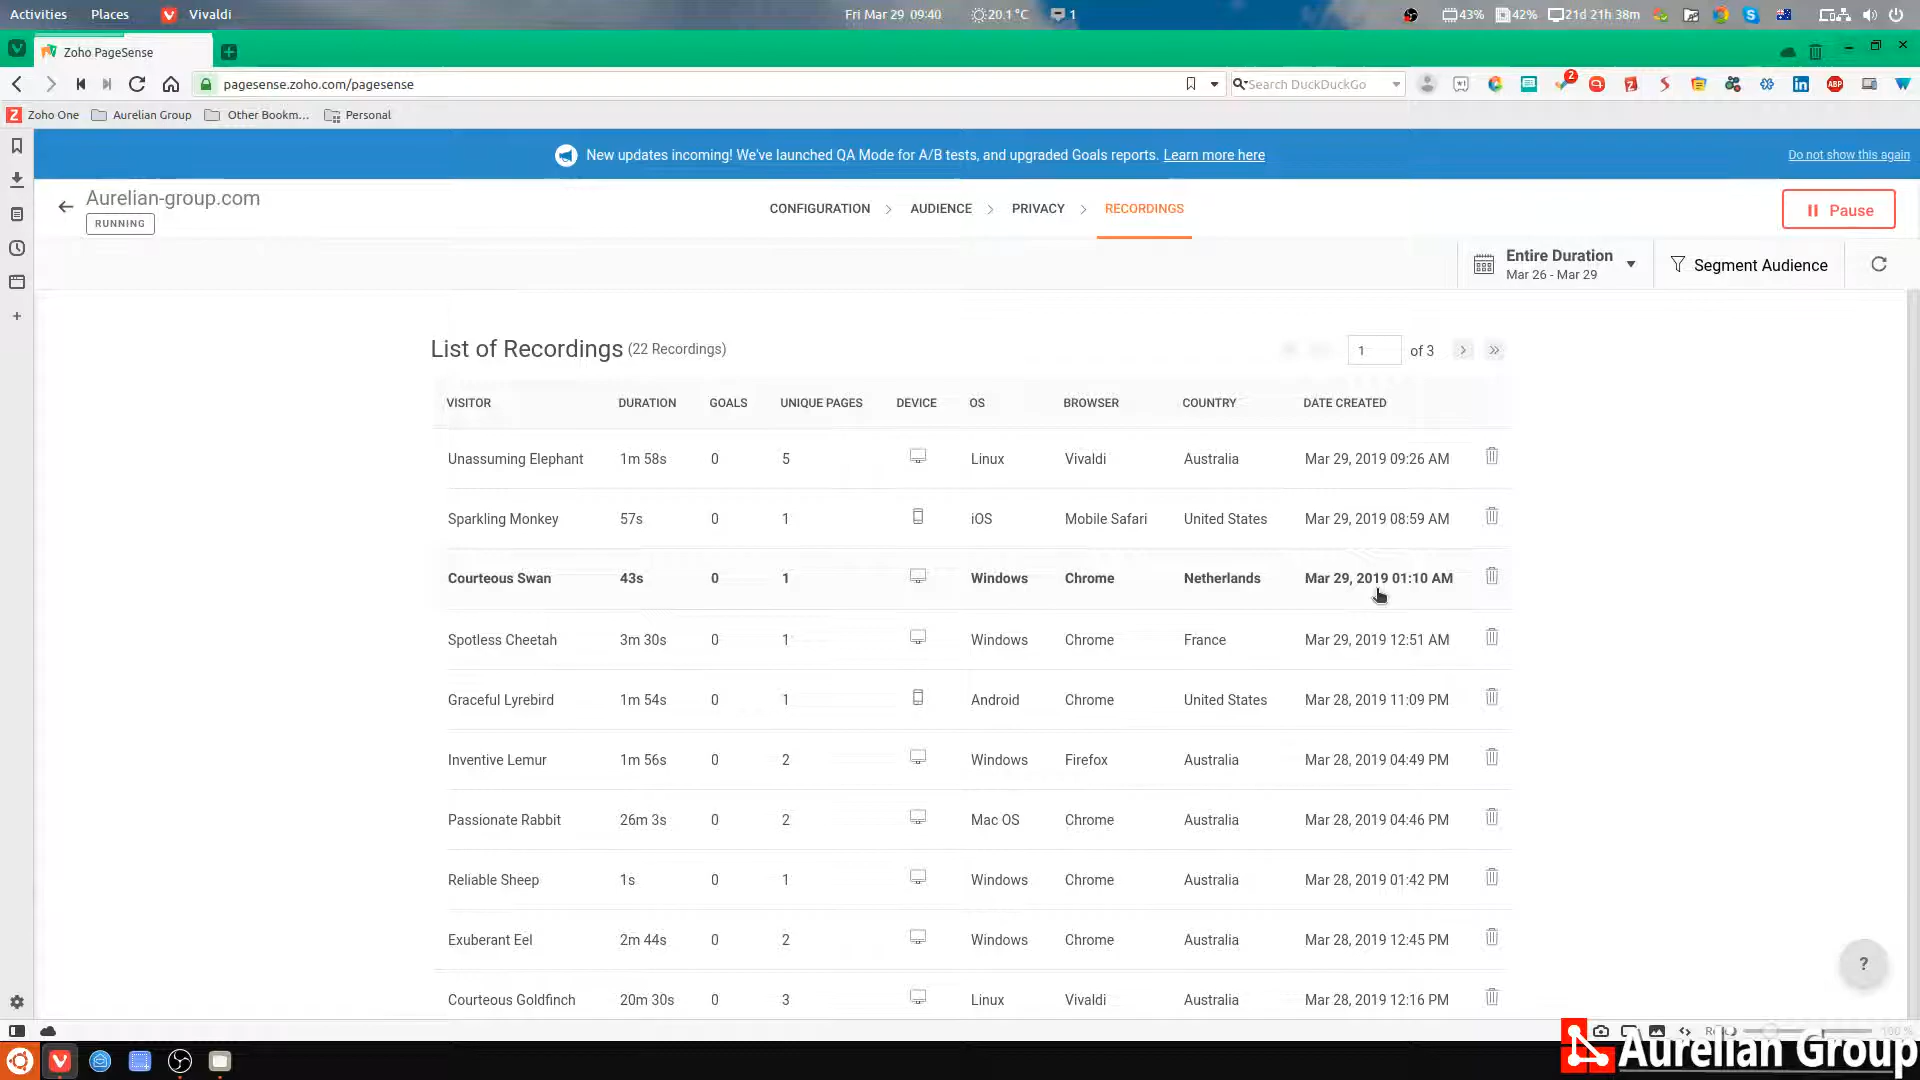 Activities Places Vivaldi Fri Mar 29 09:40 20.1 °C 1 43% 42% 21d 21h 38m
Zoho PageSense
pagesense.zoho.com/pagesense Search DuckDuckGo 2 ABP
Zoho One Aurelian Group Other Bookm... Personal
New updates incoming! We've launched QA Mode for A/B tests, and upgraded Goals reports. Learn more here Do not show this again
Aurelian-group.com
RUNNING
CONFIGURATION > AUDIENCE > PRIVACY > RECORDINGS
Pause
Entire Duration
Mar 26 - Mar 29
Segment Audience
List of Recordings (22 Recordings) 1 of 3
VISITOR DURATION GOALS UNIQUE PAGES DEVICE OS BROWSER COUNTRY DATE CREATED
Unassuming Elephant 1m 58s 0 5 Linux Vivaldi Australia Mar 29, 2019 09:26 AM
Sparkling Monkey 57s 0 1 iOS Mobile Safari United States Mar 29, 2019 08:59 AM
Courteous Swan 43s 0 1 Windows Chrome Netherlands Mar 29, 2019 01:10 AM
Spotless Cheetah 3m 30s 0 1 Windows Chrome France Mar 29, 2019 12:51 AM
Graceful Lyrebird 1m 54s 0 1 Android Chrome United States Mar 28, 2019 11:09 PM
Inventive Lemur 1m 56s 0 2 Windows Firefox Australia Mar 28, 2019 04:49 PM
Passionate Rabbit 26m 3s 0 2 Mac OS Chrome Australia Mar 28, 2019 04:46 PM
Reliable Sheep 1s 0 1 Windows Chrome Australia Mar 28, 2019 01:42 PM
Exuberant Eel 2m 44s 0 2 Windows Chrome Australia Mar 28, 2019 12:45 PM
?
Courteous Goldfinch 20m 30s 0 3 Linux Vivaldi Australia Mar 28, 2019 12:16 PM
100 %
Aurelian Group